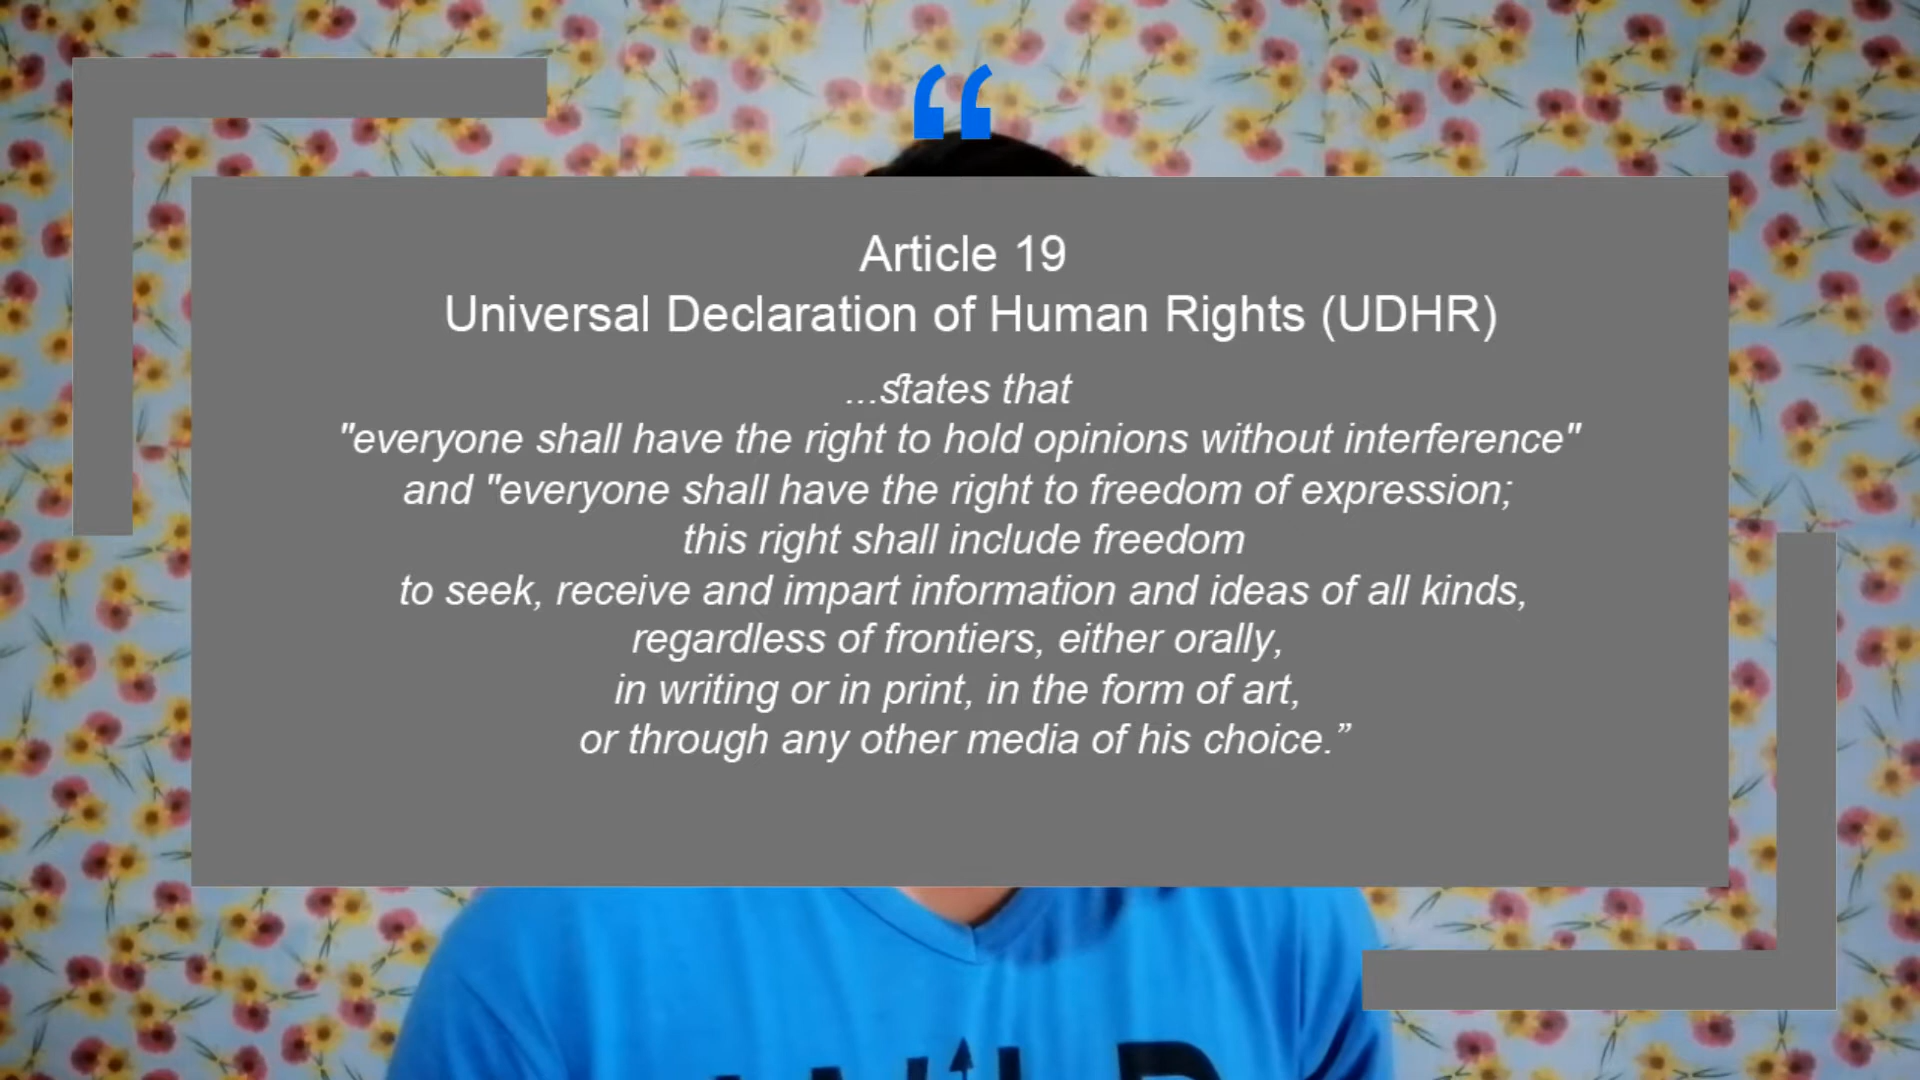 “
Article 19
Universal Declaration of Human Rights (UDHR)
...states that
"everyone shall have the right to hold opinions without interference"
and "everyone shall have the right to freedom of expression;
this right shall include freedom
to seek, receive and impart information and ideas of all kinds,
regardless of frontiers, either orally,
in writing or in print, in the form of art,
or through any other media of his choice.”